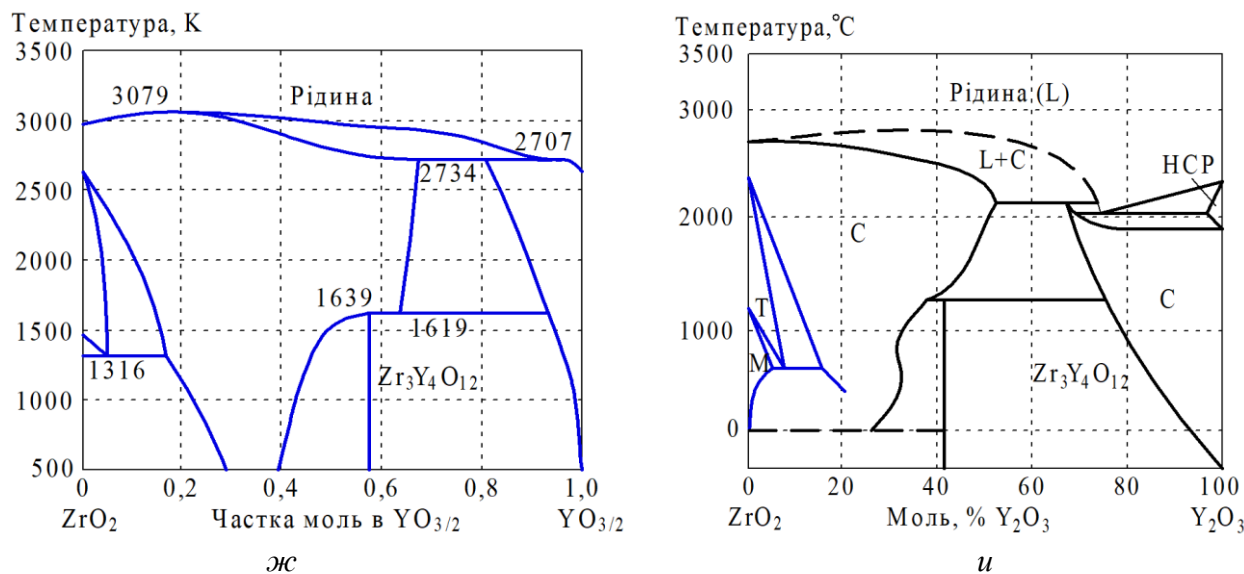 Температура, К
3500
3079
Рідина
3000
2707
2734
2500
2000
1639
1500
1619
1316
Zr3Y4O12
1000
500
0 0,2 0,4 0,6 0,8 1,0
ZrO2 Частка моль в YO3/2 YO3/2
ж
Температура,°С
3500
3000
Рідина (L)
L+C
HCP
2000
C
C
T
1000
M
Zr3Y4O12
0
0 20 40 60 80 100
ZrO2 Моль, % Y2O3 Y2O3
и